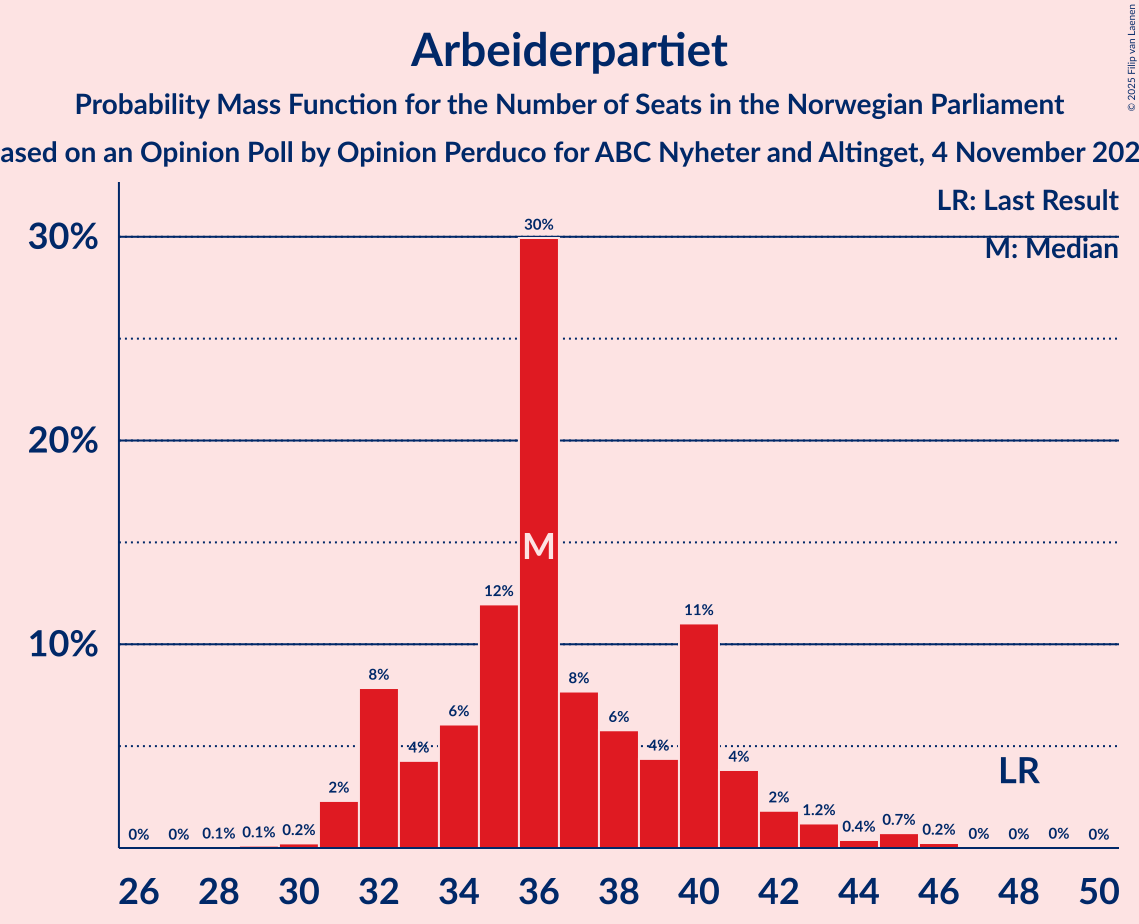 Arbeiderpartiet
Probability Mass Function for the Number of Seats in the Norwegian Parliament
ased on an Opinion Poll by Opinion Perduco for ABC Nyheter and Altinget, 4 November 202
© 2025 Filip van Laenen
LR: Last Result
M: Median
30%
20%
10%
0% 0% 0.1% 0.1% 0.2% 2% 8% 4% 6% 12% 30% 8% 6% 4% 11% 4% 2% 1.2% 0.4% 0.7% 0.2% 0% 0% 0% 0%
M
LR
26 28 30 32 34 36 38 40 42 44 46 48 50